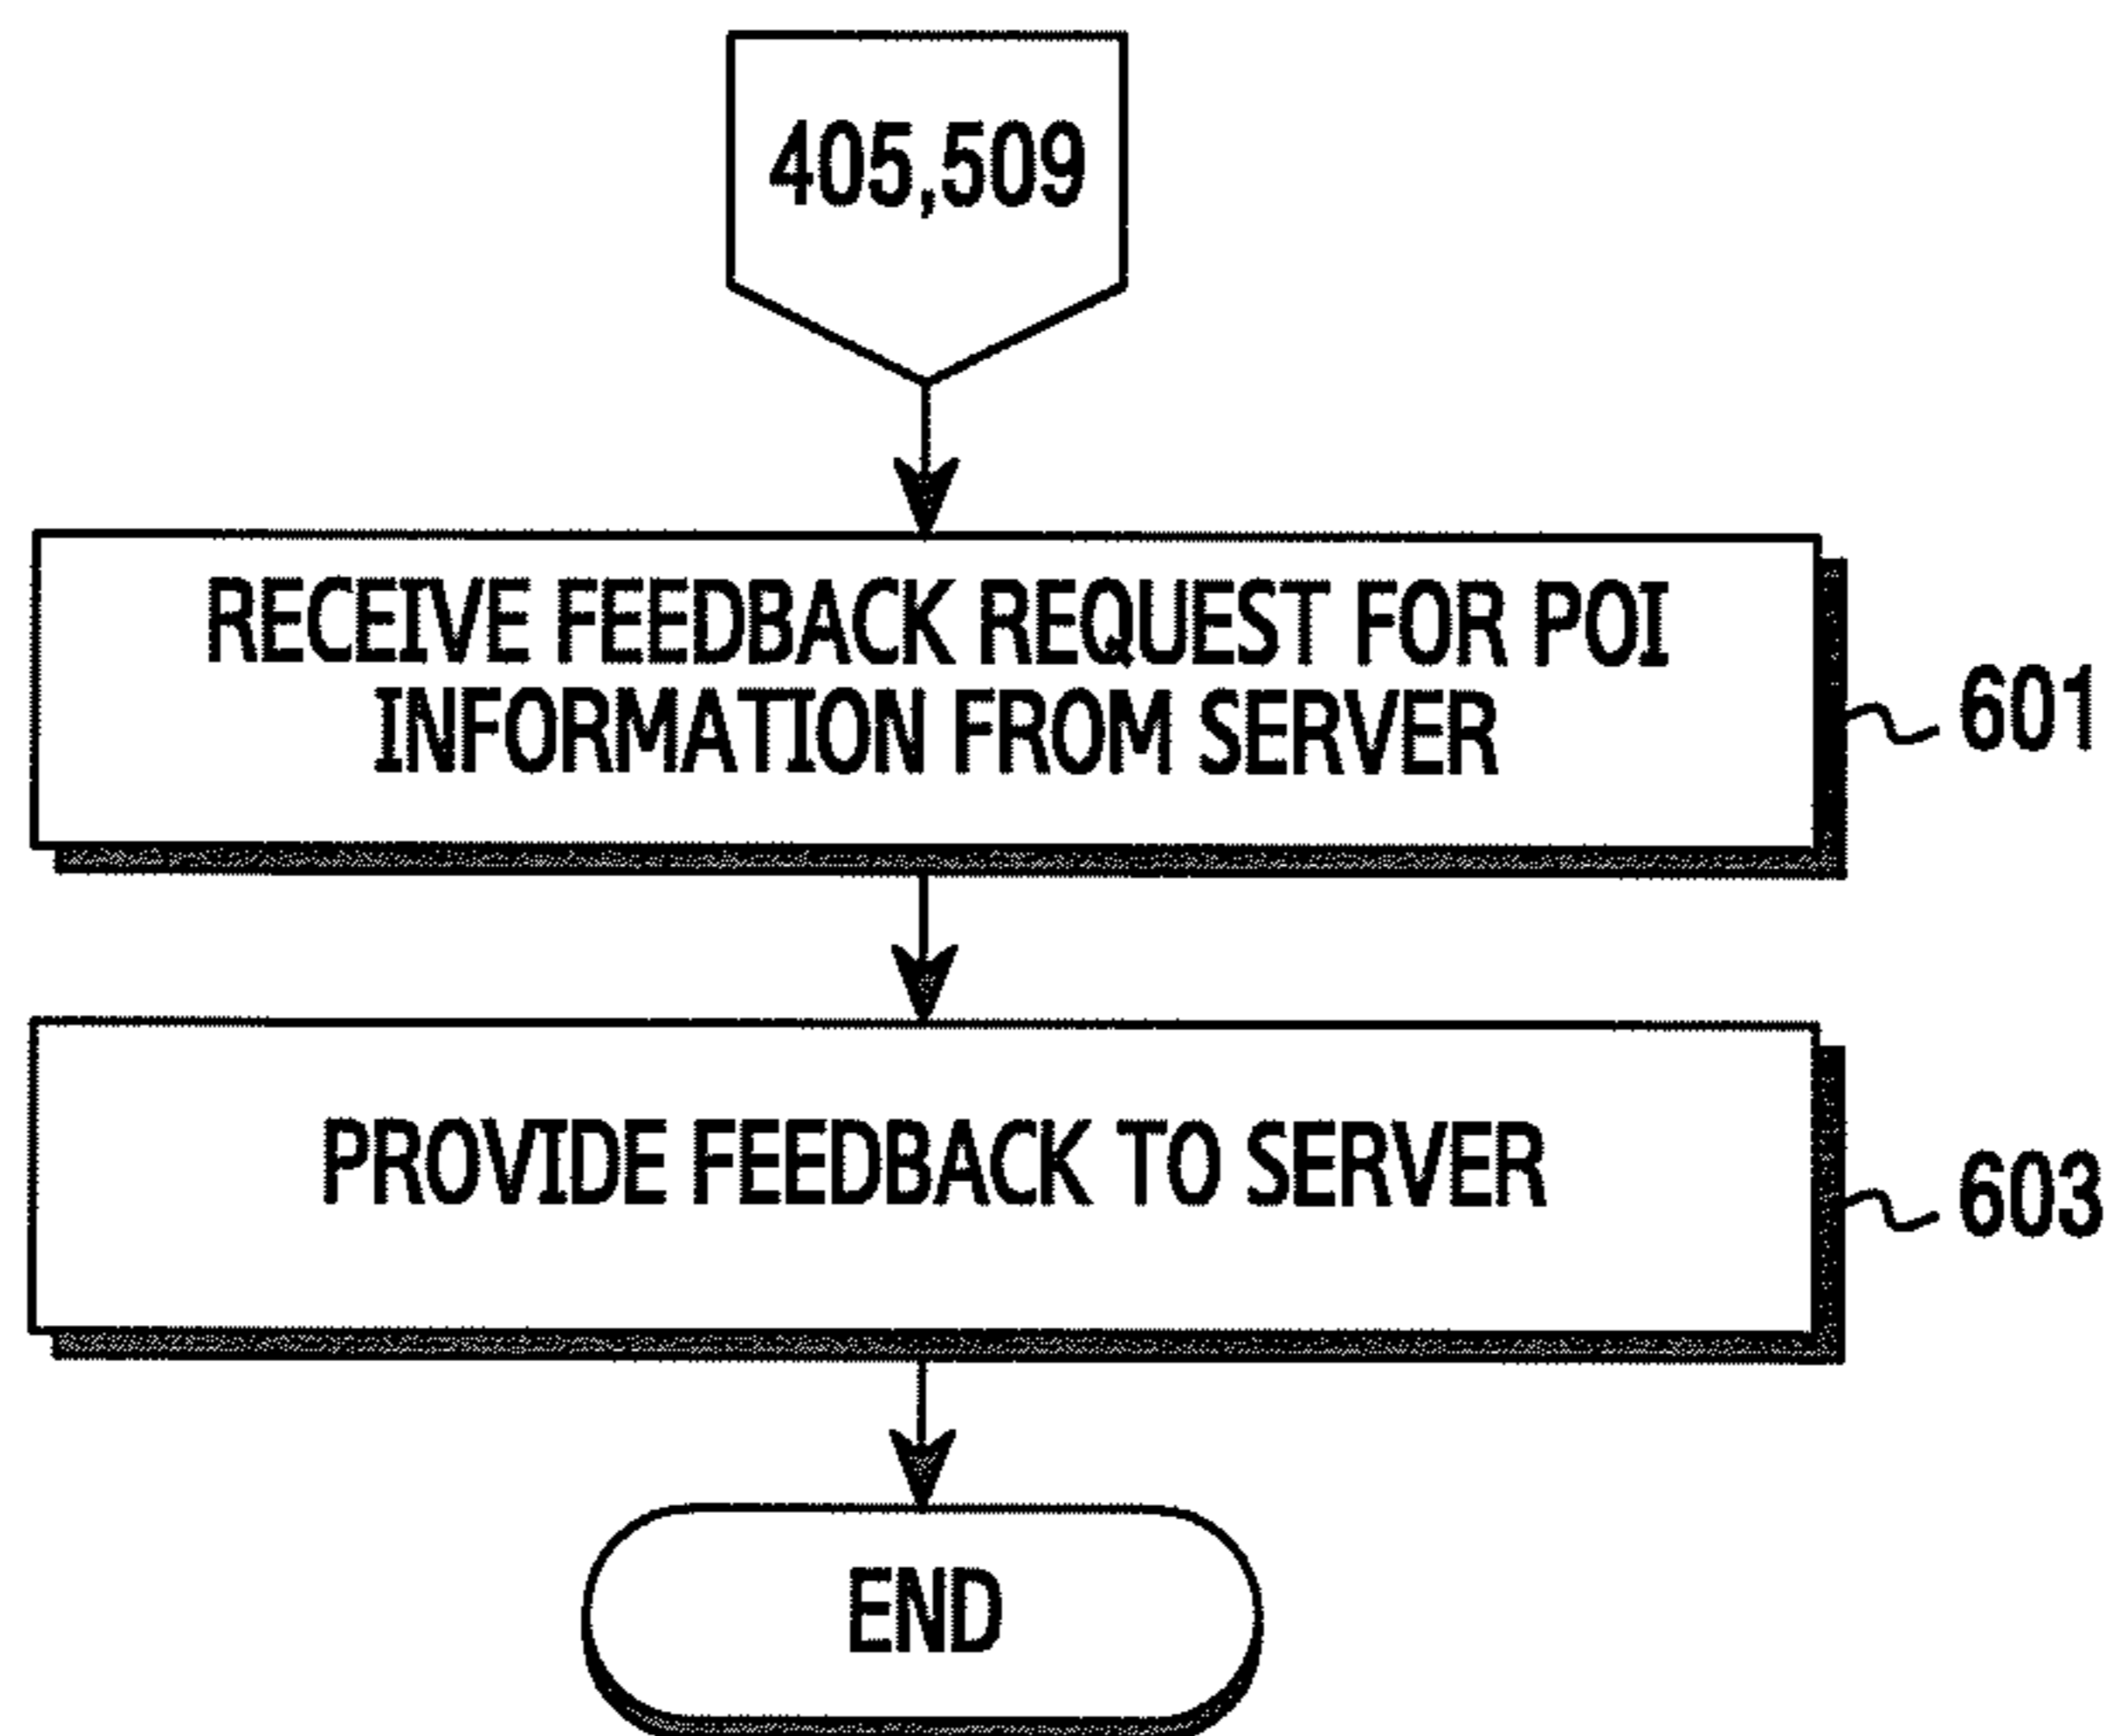 405,509
RECEIVE FEEDBACK REQUEST FOR POI
INFORMATION FROM SERVER
601
PROVIDE FEEDBACK TO SERVER
603
END